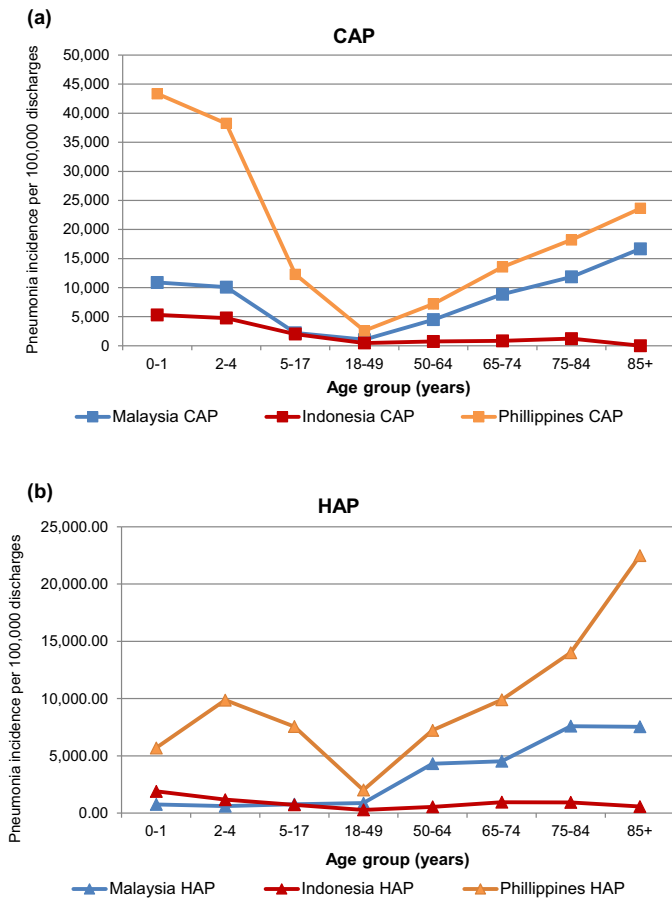 (a)
CAP
Pneumonia incidence per 100,000 discharges
50,000
45,000
40,000
35,000
30,000
25,000
20,000
15,000
10,000
5,000
0
0-1 2-4 5-17 18-49 50-64 65-74 75-84 85+
Age group (years)
Malaysia CAP Indonesia CAP Phillippines CAP
(b)
HAP
Pneumonia incidence per 100,000 discharges
25,000.00
20,000.00
15,000.00
10,000.00
5,000.00
0.00
0-1 2-4 5-17 18-49 50-64 65-74 75-84 85+
Age group (years)
Malaysia HAP Indonesia HAP Phillippines HAP